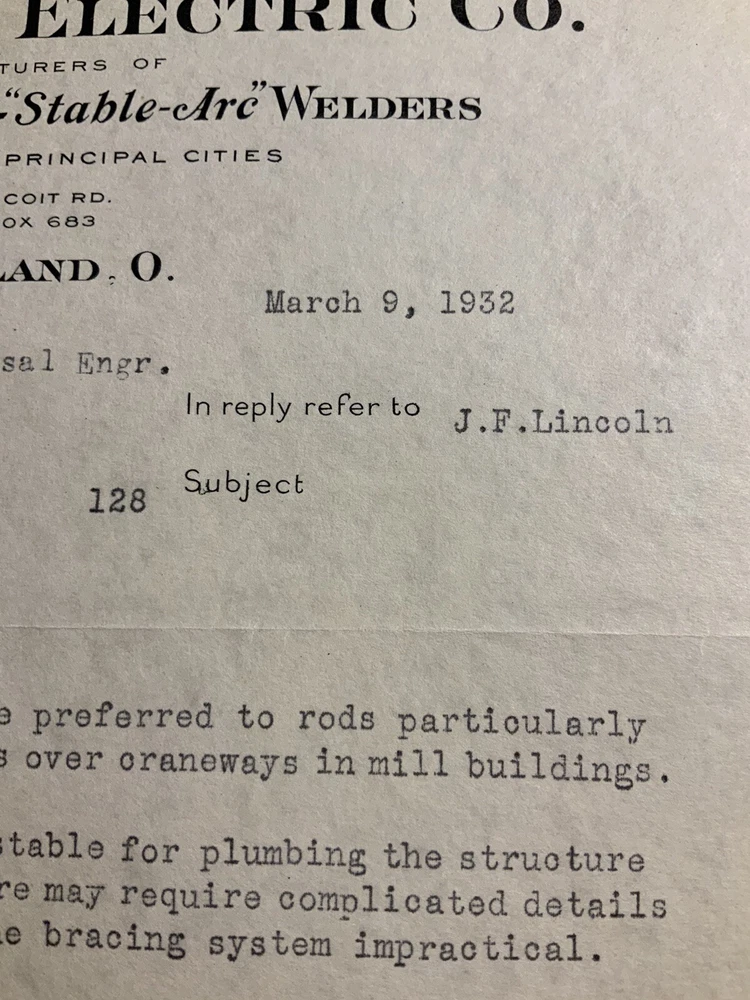 ELECTRIC CO.
TURERS OF
-"Stable-Arc" WELDERS
PRINCIPAL CITIES
COIT RD.
OX 683
LAND, O.
March 9, 1932
sal Engr.
In reply refer to J.F.Lincoln
128 Subject
e preferred to rods particularly
s over craneways in mill buildings.
stable for plumbing the structure
re may require complicated details
e bracing system impractical.